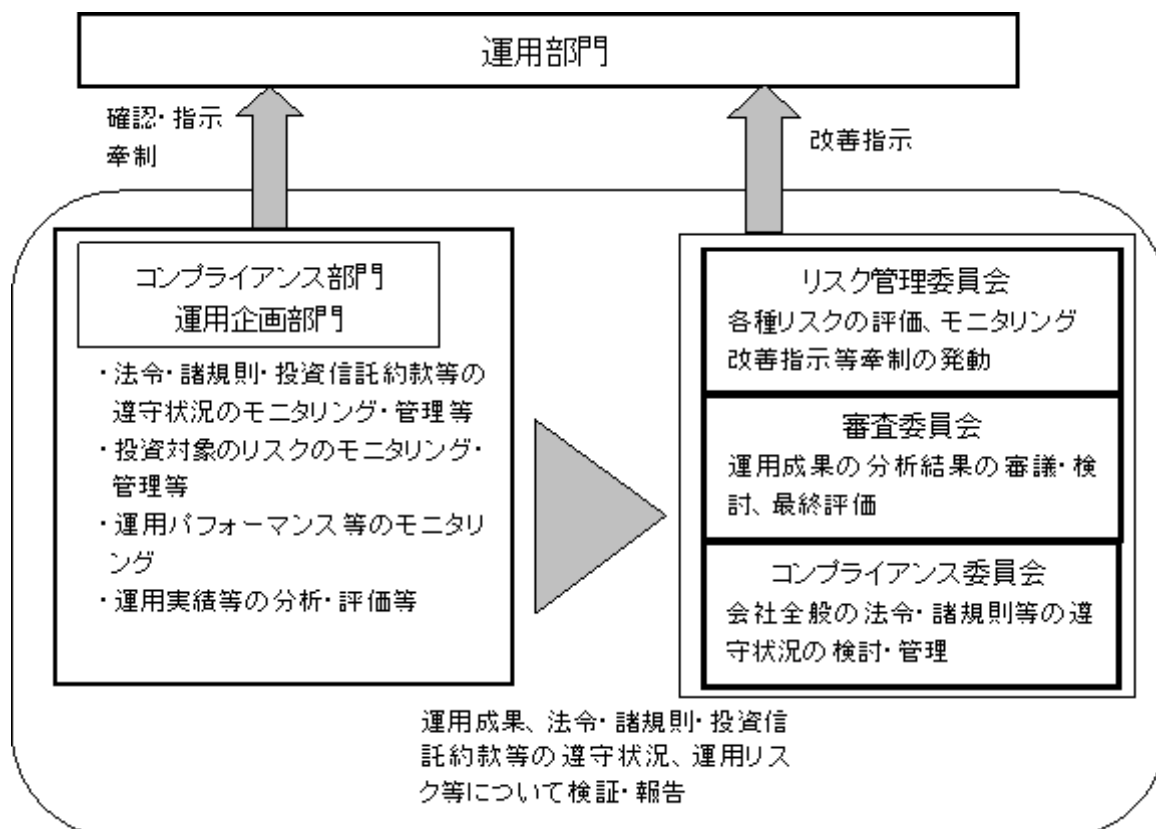 運用部門
確認・指示
牽制
改善指示
コンプライアンス部門
運用企画部門
・法令・諸規則・投資信託約款等の
遵守状況のモニタリング・管理等
・投資対象のリスクのモニタリング・
管理等
・運用パフォーマンス等のモニタリ
ング
・運用実績等の分析・評価等
リスク管理委員会
各種リスクの評価、モニタリング
改善指示等牽制の発動
審査委員会
運用成果の分析結果の審議・検
討、最終評価
コンプライアンス委員会
会社全般の法令・諸規則等の遵
守状況の検討・管理
運用成果、法令・諸規則・投資信
託約款等の遵守状況、運用リス
ク等について検証・報告